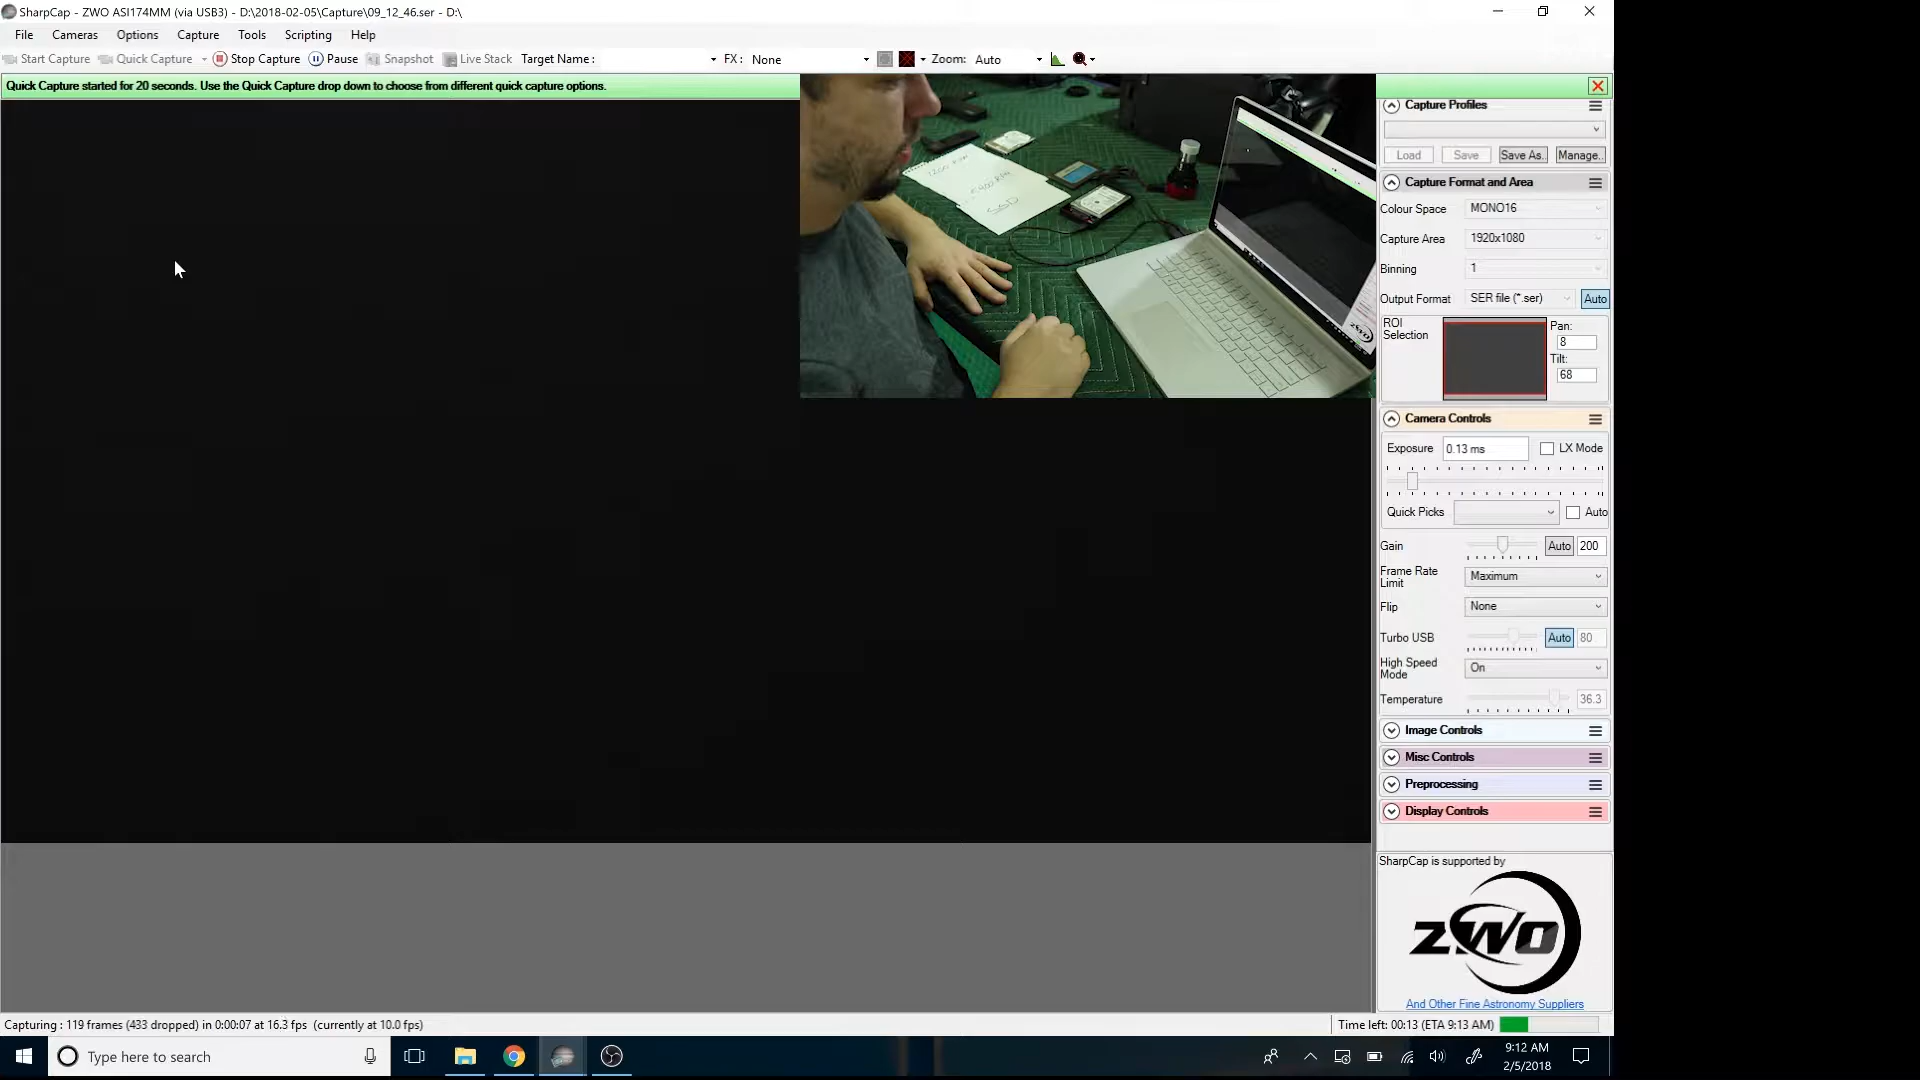 SharpCap - ZWO ASI174MM (via USB3) - D:\2018-02-05\Capture\09_12_46.ser - D:\
File Cameras Options Capture Tools Scripting Help
Start Capture Quick Capture Stop Capture Pause Snapshot Live Stack Target Name : FX : None Zoom: Auto
Quick Capture started for 20 seconds. Use the Quick Capture drop down to choose from different quick capture options.
7200 RPM
5400 RPM
SSD
ZWO
Capture Profiles
Load Save Save As.. Manage..
Capture Format and Area
Colour Space MONO16
Capture Area 1920x1080
Binning 1
Output Format SER file (*.ser) Auto
ROI Selection
Pan:
8
Tilt:
68
Camera Controls
Exposure 0.13 ms LX Mode
Quick Picks Auto
Gain Auto 200
Frame Rate Limit Maximum
Flip None
Turbo USB Auto 80
High Speed Mode On
Temperature 36.3
Image Controls
Misc Controls
Preprocessing
Display Controls
SharpCap is supported by
ZWO
And Other Fine Astronomy Suppliers
Capturing : 119 frames (433 dropped) in 0:00:07 at 16.3 fps (currently at 10.0 fps)
Time left: 00:13 (ETA 9:13 AM)
Type here to search
9:12 AM
2/5/2018